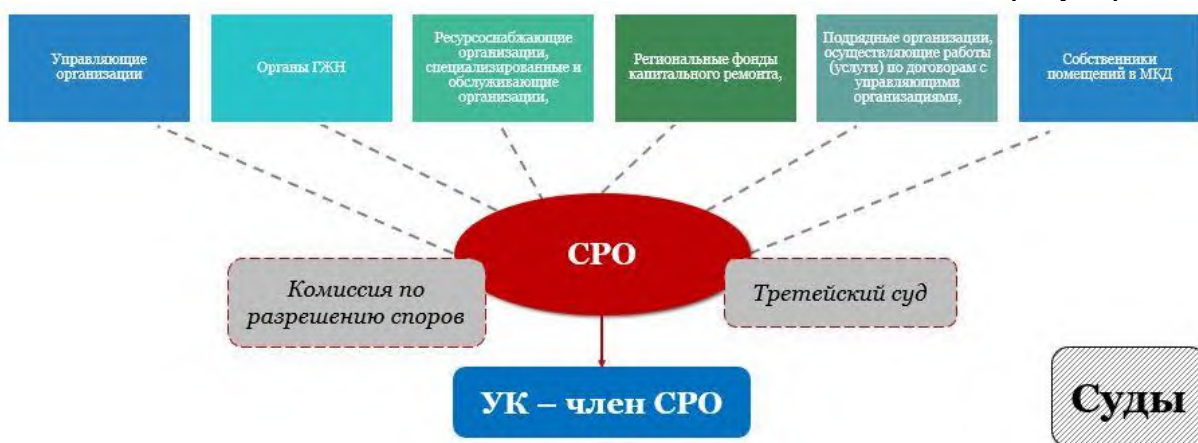 Управляющие
организации
Органы ГЖН
Ресурсоснабжающие
организации,
специализированные и
обслуживающие
организации,
Региональные фонды
капитального ремонта,
Подрядные организации,
осуществляющие работы
(услуги) по договорам с
управляющими
организациями,
Собственники
помещений в МКД
СРО
Комиссия по
разрешению споров
Третейский суд
УК – член СРО
Суды